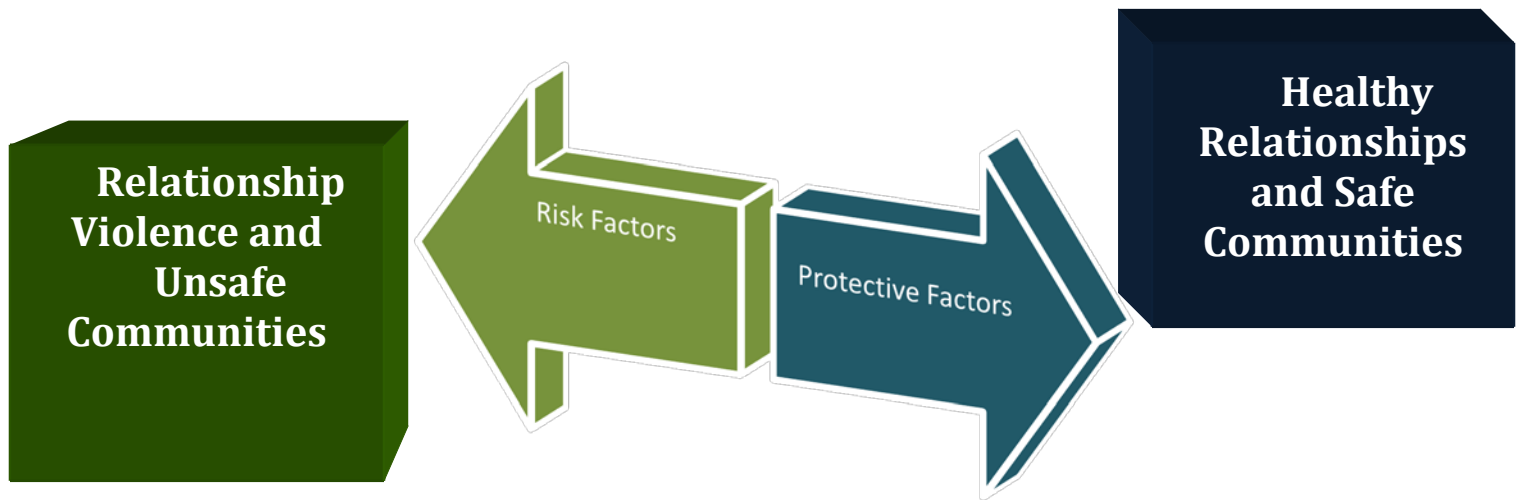 Relationship
Violence and
Unsafe
Communities
Risk Factors
Protective Factors
Healthy
Relationships
and Safe
Communities